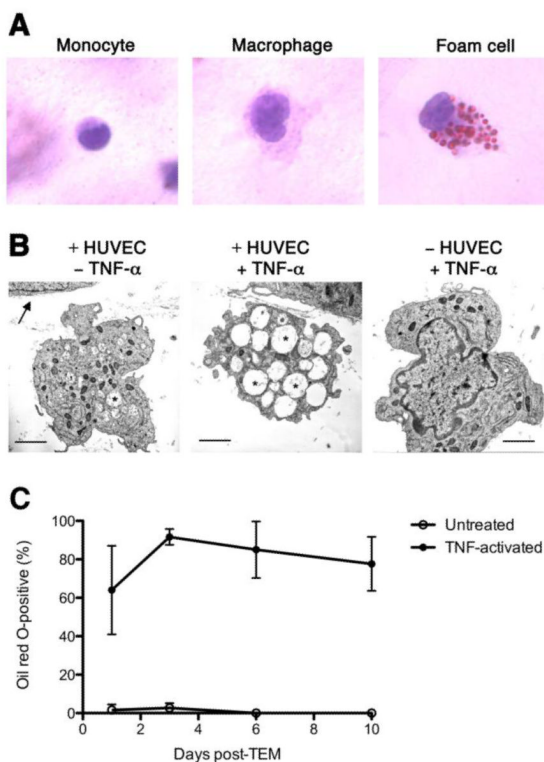 A
Monocyte
Macrophage
Foam cell
B
+ HUVEC
– TNF-α
+ HUVEC
+ TNF-α
– HUVEC
+ TNF-α
*
*
*
*
*
*
*
C
Oil red O-positive (%)
100
80
60
40
20
0
0
2
4
6
8
10
Days post-TEM
Untreated
TNF-activated